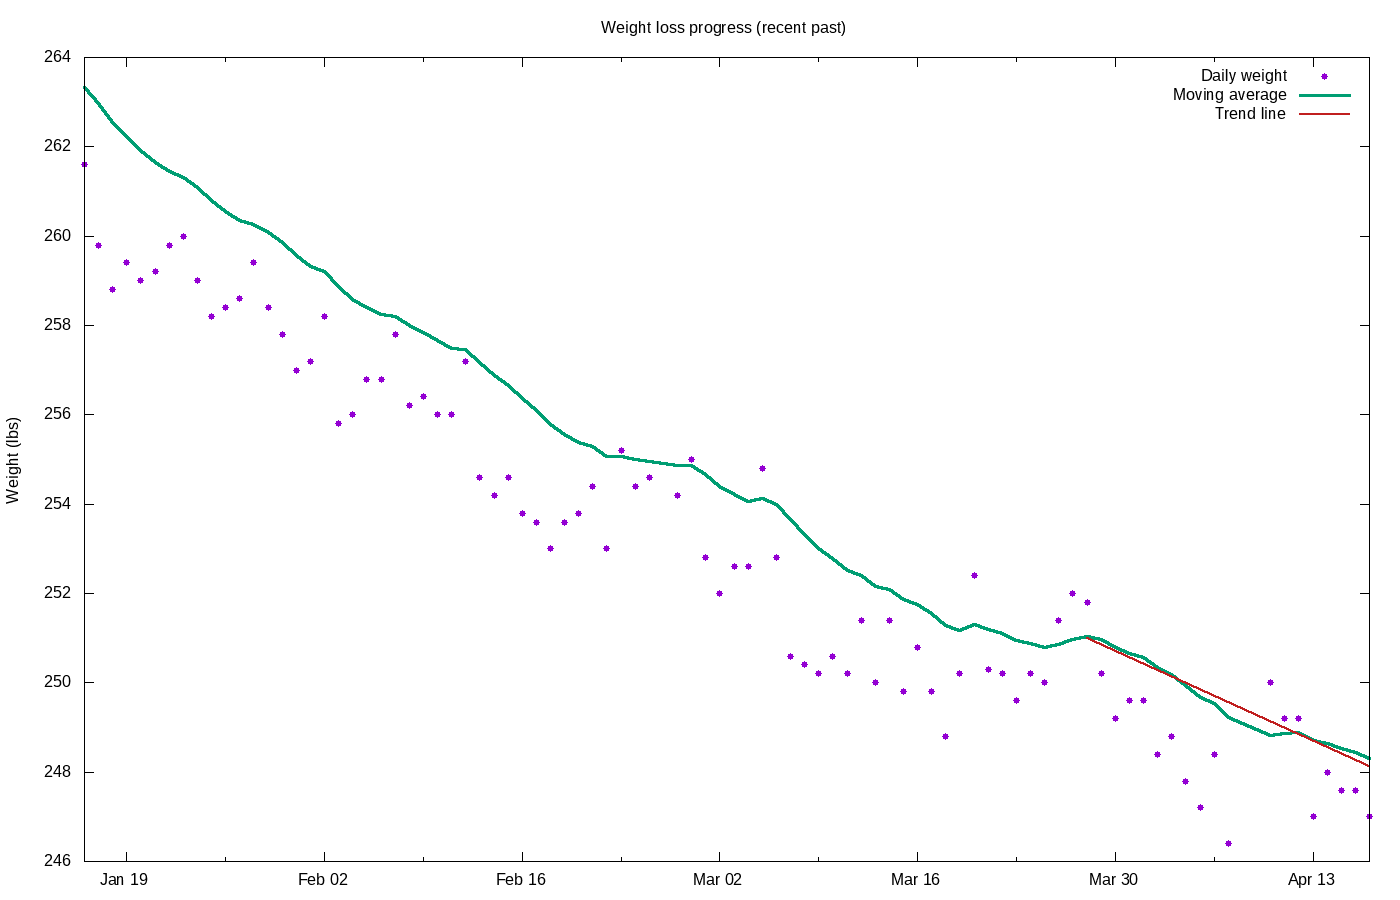 Weight loss progress (recent past)
264
262
260
258
256
254
252
250
248
246
Weight (lbs)
Daily weight
Moving average
Trend line
Jan 19 Feb 02 Feb 16 Mar 02 Mar 16 Mar 30 Apr 13